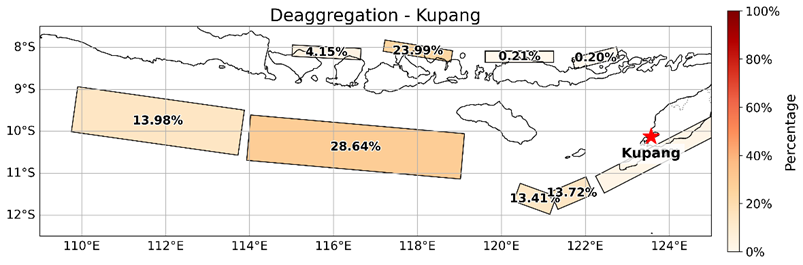 Deaggregation - Kupang
8°S
9°S
10°S
11°S
12°S
4.15%
23.99%
0.21%
0.20%
13.98%
28.64%
Kupang
13.41%
13.72%
110°E
112°E
114°E
116°E
118°E
120°E
122°E
124°E
100%
80%
60%
40%
20%
0%
Percentage